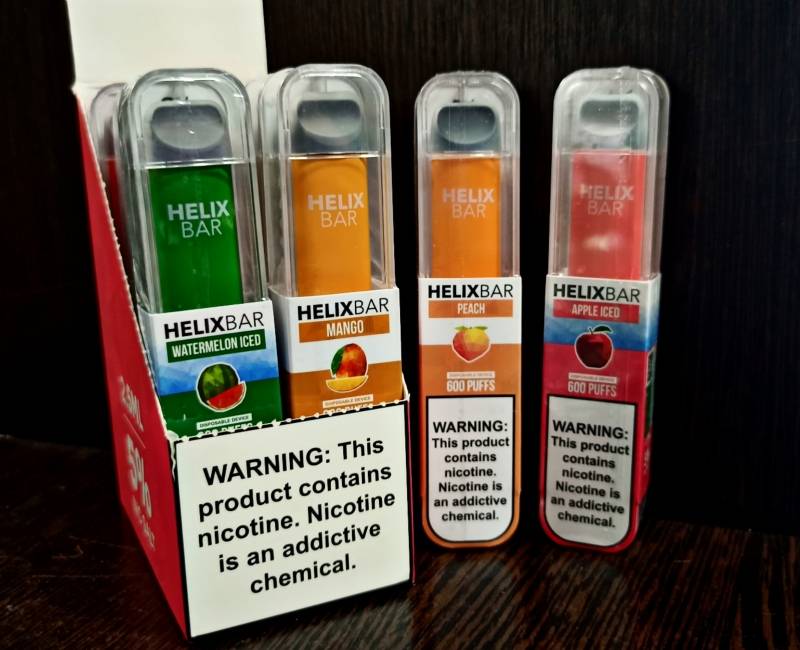 HELIX
BAR
HELIXBAR
WATERMELON ICED
DISPOSABLE DEVICE
HELIX
BAR
HELIXBAR
MANGO
DISPOSABLE DEVICE
5%
WARNING: This
product contains
nicotine. Nicotine
is an addictive
chemical.
HELIX
BAR
HELIXBAR
PEACH
DISPOSABLE DEVICE
600 PUFFS
WARNING:
This product
contains
nicotine.
Nicotine is
an addictive
chemical.
HELIX
BAR
HELIXBAR
APPLE ICED
DISPOSABLE DEVICE
600 PUFFS
WARNING:
This product
contains
nicotine.
Nicotine is
an addictive
chemical.